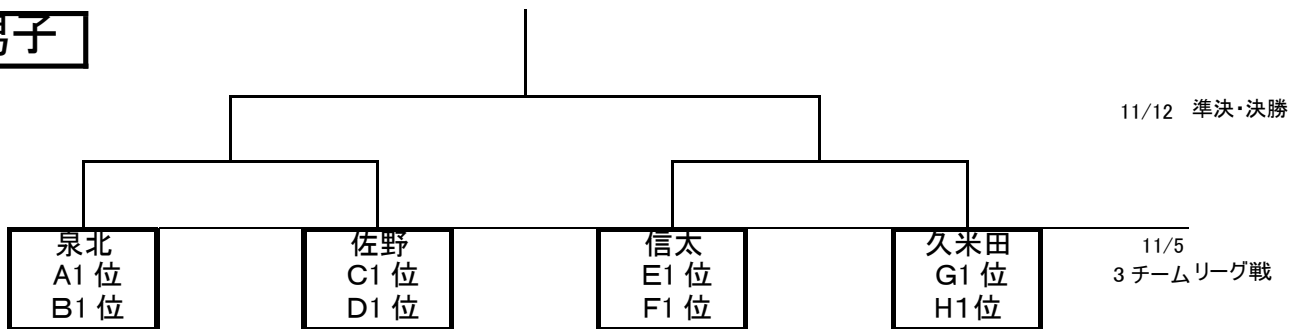 男子
11/12 準決・決勝
泉北
A1 位
B1 位
佐野
C1 位
D1 位
信太
E1 位
F1 位
久米田
G1 位
H1位
11/5
3 チームリーグ戦